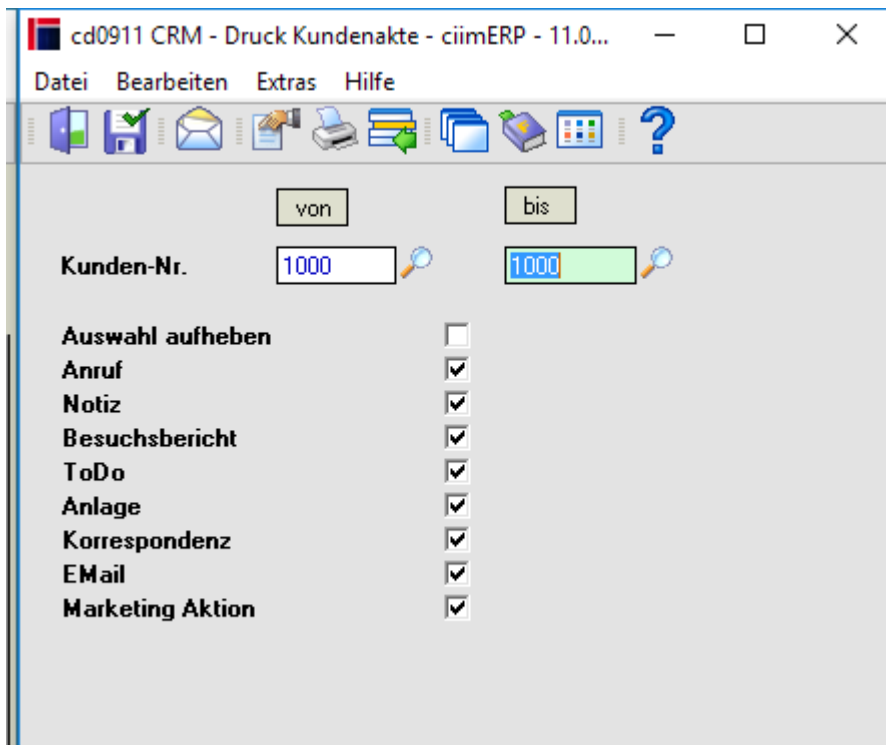 cd0911 CRM - Druck Kundenakte - ciimERP - 11.0...
Datei Bearbeiten Extras Hilfe
von bis
Kunden-Nr. 1000 1000
Auswahl aufheben
Anruf
Notiz
Besuchsbericht
ToDo
Anlage
Korrespondenz
EMail
Marketing Aktion